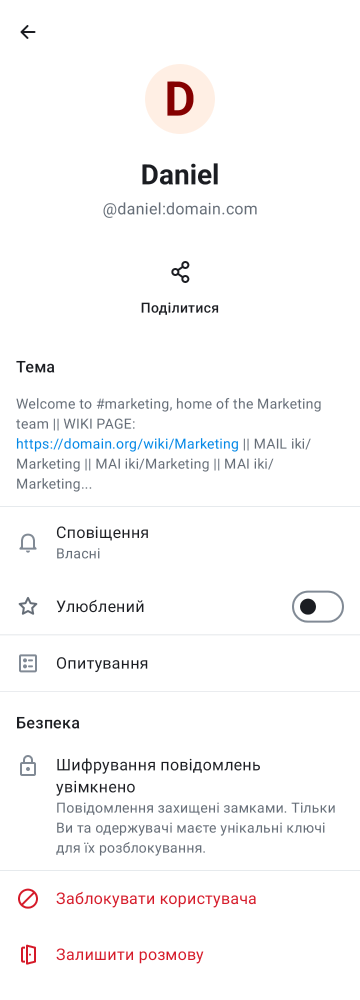 D
Daniel
@daniel:domain.com
Поділитися
Тема
Welcome to #marketing, home of the Marketing
team || WIKI PAGE:
https://domain.org/wiki/Marketing || MAIL iki/
Marketing || MAI iki/Marketing || MAI iki/
Marketing...
Сповіщення
Власні
Улюблений
Опитування
Безпека
Шифрування повідомлень
увімкнено
Повідомлення захищені замками. Тільки
Ви та одержувачі маєте унікальні ключі
для їх розблокування.
Заблокувати користувача
Залишити розмову